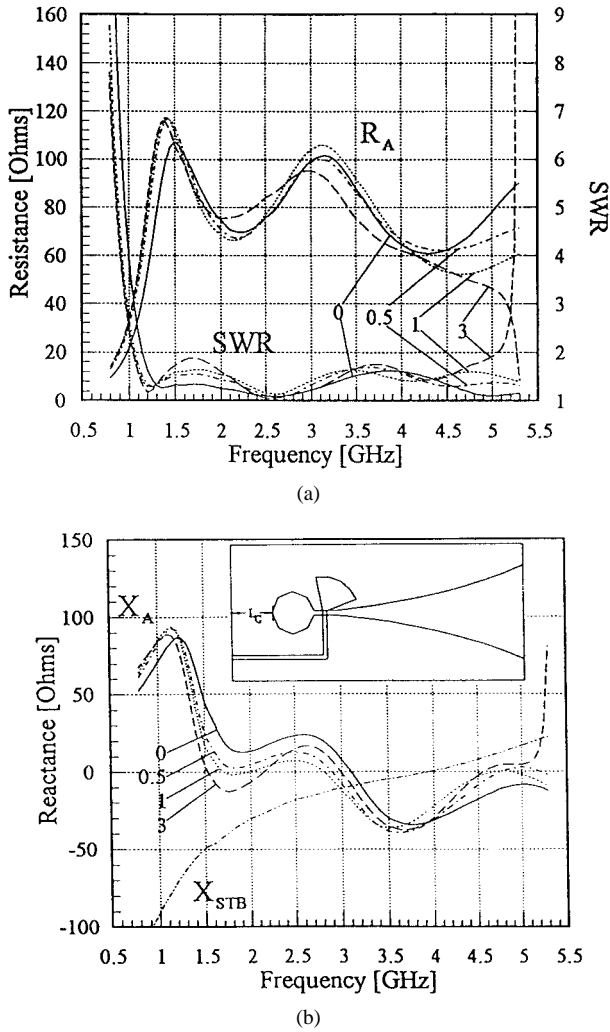 160
140
120
100
80
60
40
20
0
Resistance [Ohms]
9
8
7
6
5
4
3
2
1
SWR
R_A
SWR
0
0.5
1
3
0.5 1 1.5 2 2.5 3 3.5 4 4.5 5 5.5
Frequency [GHz]
(a)
150
100
50
0
-50
-100
Reactance [Ohms]
X_A
L_G
0
0.5
1
3
X_STB
0.5 1 1.5 2 2.5 3 3.5 4 4.5 5 5.5
Frequency [GHz]
(b)